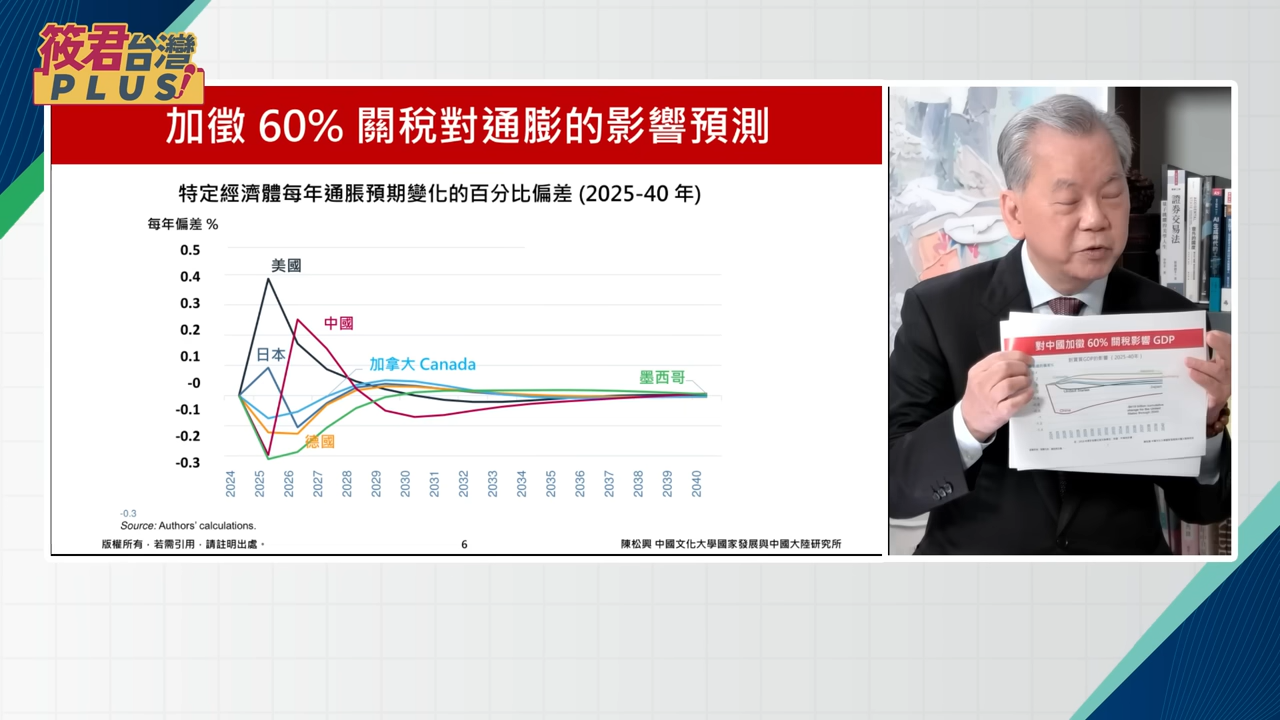 筱君台灣
PLUS!
加徵 60% 關稅對通膨的影響預測
特定經濟體每年通脹預期變化的百分比偏差 (2025-40 年)
每年偏差 %
0.5
0.4
0.3
0.2
0.1
-0
-0.1
-0.2
-0.3
美國
中國
日本
加拿大 Canada
墨西哥
德國
2024
2025
2026
2027
2028
2029
2030
2031
2032
2033
2034
2035
2036
2037
2038
2039
2040
-0.3
Source: Authors' calculations.
版權所有，若需引用，請註明出處。
6
陳松興 中國文化大學國家發展與中國大陸研究所
證券交易法
對中國加徵 60% 關稅影響 GDP